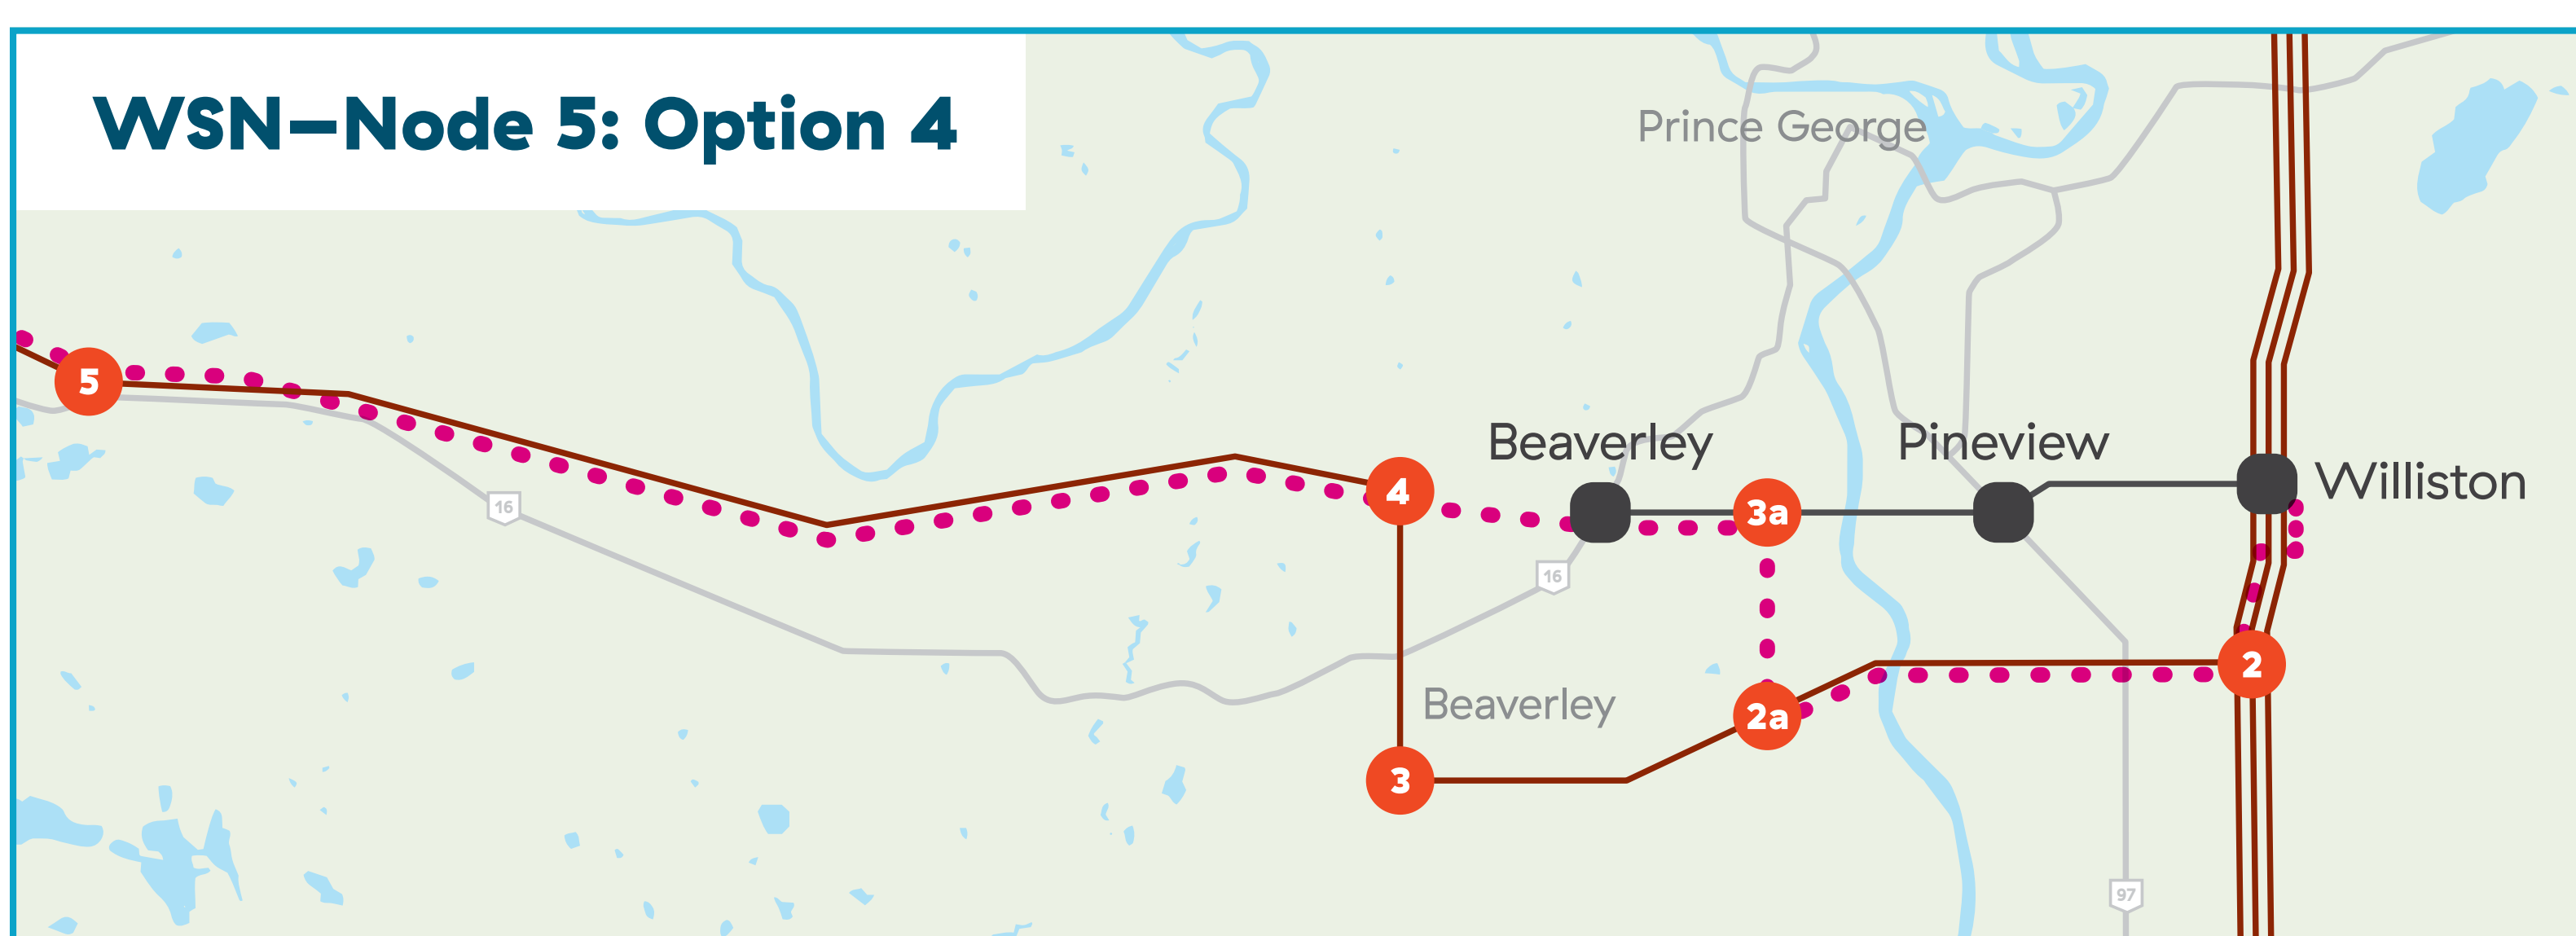 WSN—Node 5: Option 4
Prince George
5
16
4
Beaverley
3a
Pineview
Williston
16
2
2a
Beaverley
3
97